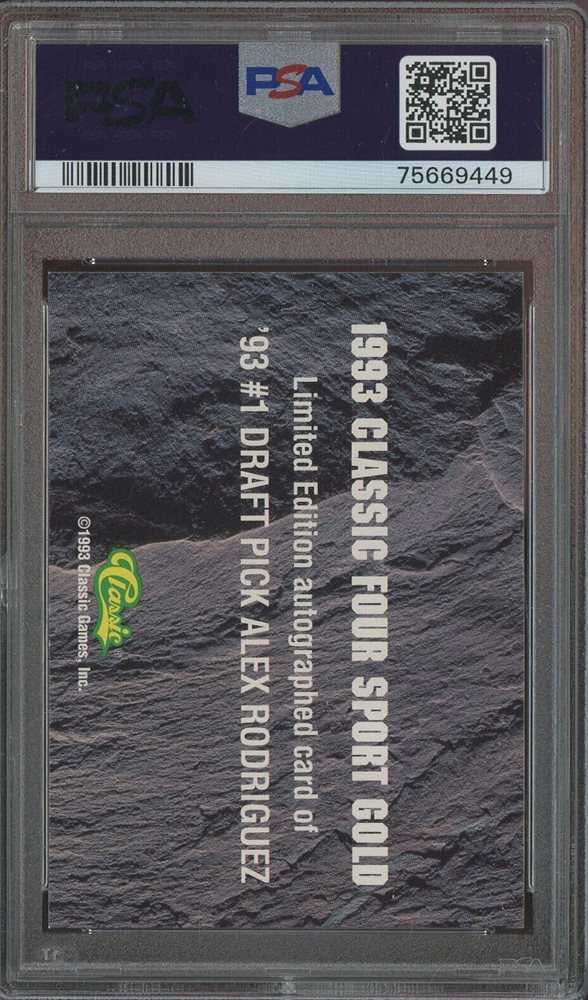 PSA
PSA
75669449
1993 CLASSIC FOUR SPORT GOLD
Limited Edition autographed card of
'93 #1 DRAFT PICK ALEX RODRIGUEZ
Classic
©1993 Classic Games, Inc.
PSA